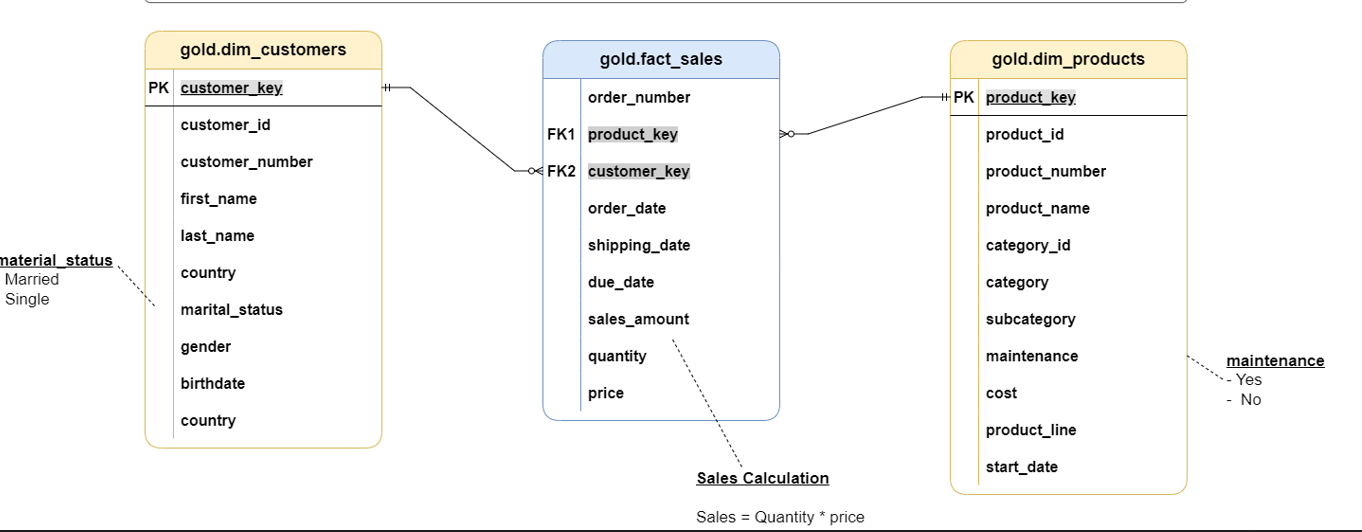 gold.dim_customers
PK customer_key
customer_id
customer_number
first_name
last_name
country
marital_status
gender
birthdate
country
material_status
Married
Single
gold.fact_sales
order_number
FK1 product_key
FK2 customer_key
order_date
shipping_date
due_date
sales_amount
quantity
price
Sales Calculation
Sales = Quantity * price
gold.dim_products
PK product_key
product_id
product_number
product_name
category_id
category
subcategory
maintenance
cost
product_line
start_date
maintenance
- Yes
- No